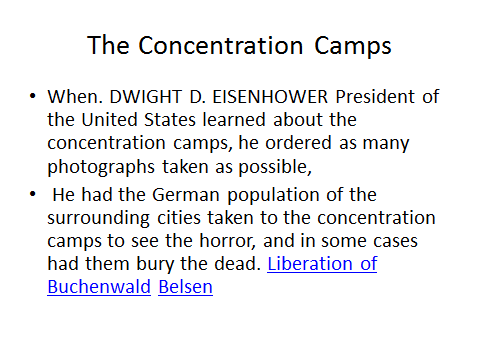 The Concentration Camps
• When. DWIGHT D. EISENHOWER President of
the United States learned about the
concentration camps, he ordered as many
photographs taken as possible,
• He had the German population of the
surrounding cities taken to the concentration
camps to see the horror, and in some cases
had them bury the dead. Liberation of
Buchenwald Belsen